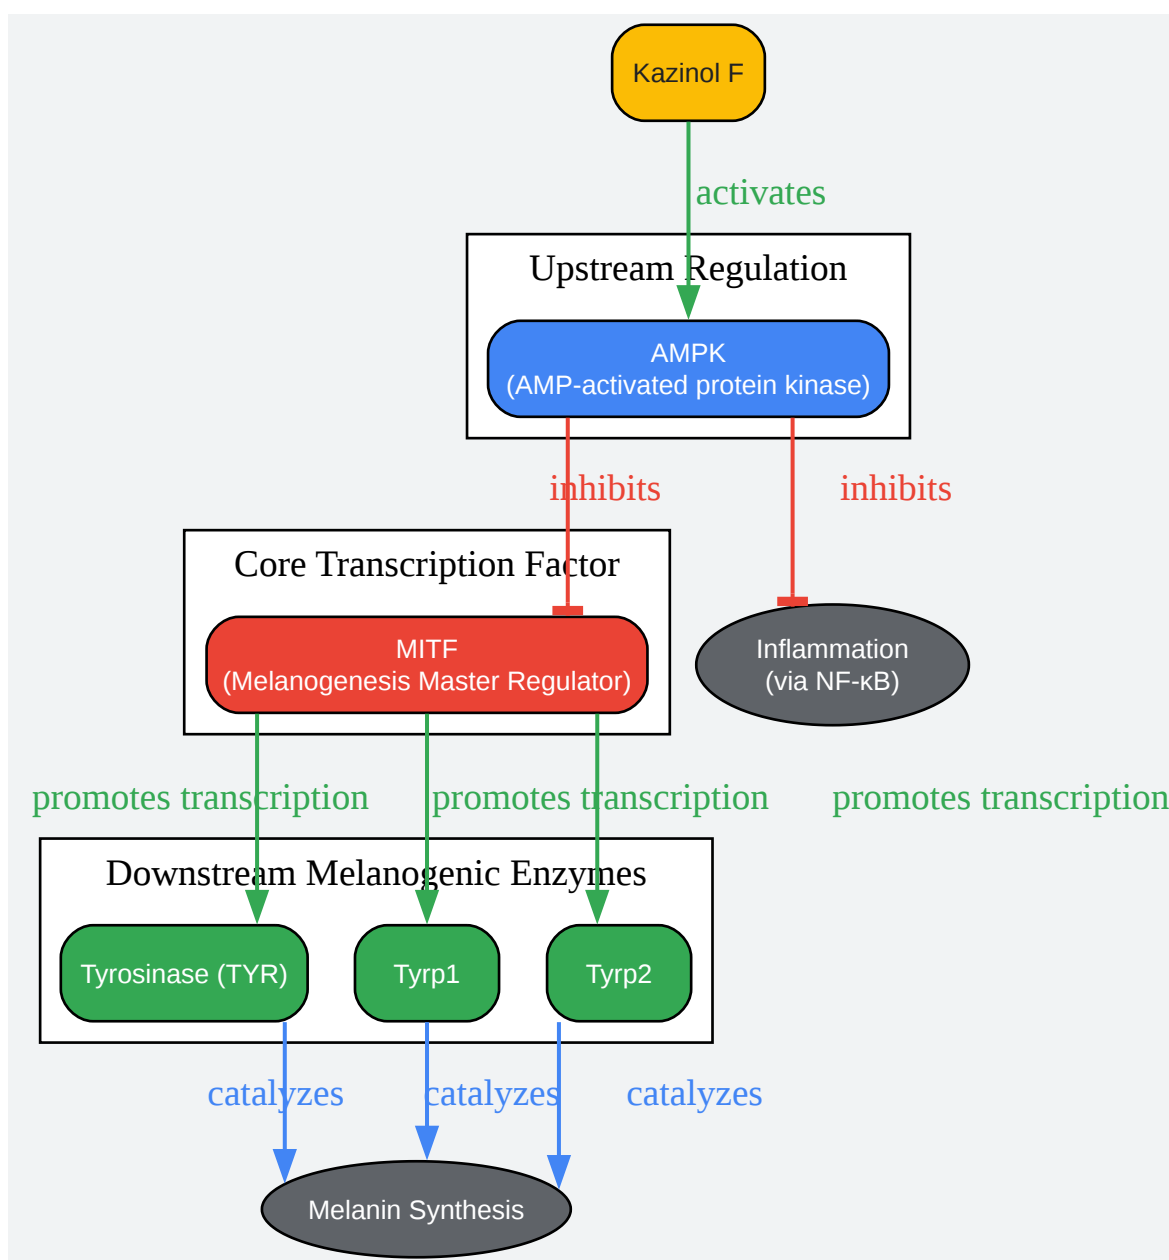 Kazinol F
activates
Upstream Regulation
AMPK
(AMP-activated protein kinase)
inhibits
inhibits
Core Transcription Factor
MITF
(Melanogenesis Master Regulator)
Inflammation
(via NF-κB)
promotes transcription
promotes transcription
promotes transcription
Downstream Melanogenic Enzymes
Tyrosinase (TYR)
Tyrp1
Tyrp2
catalyzes
catalyzes
catalyzes
Melanin Synthesis